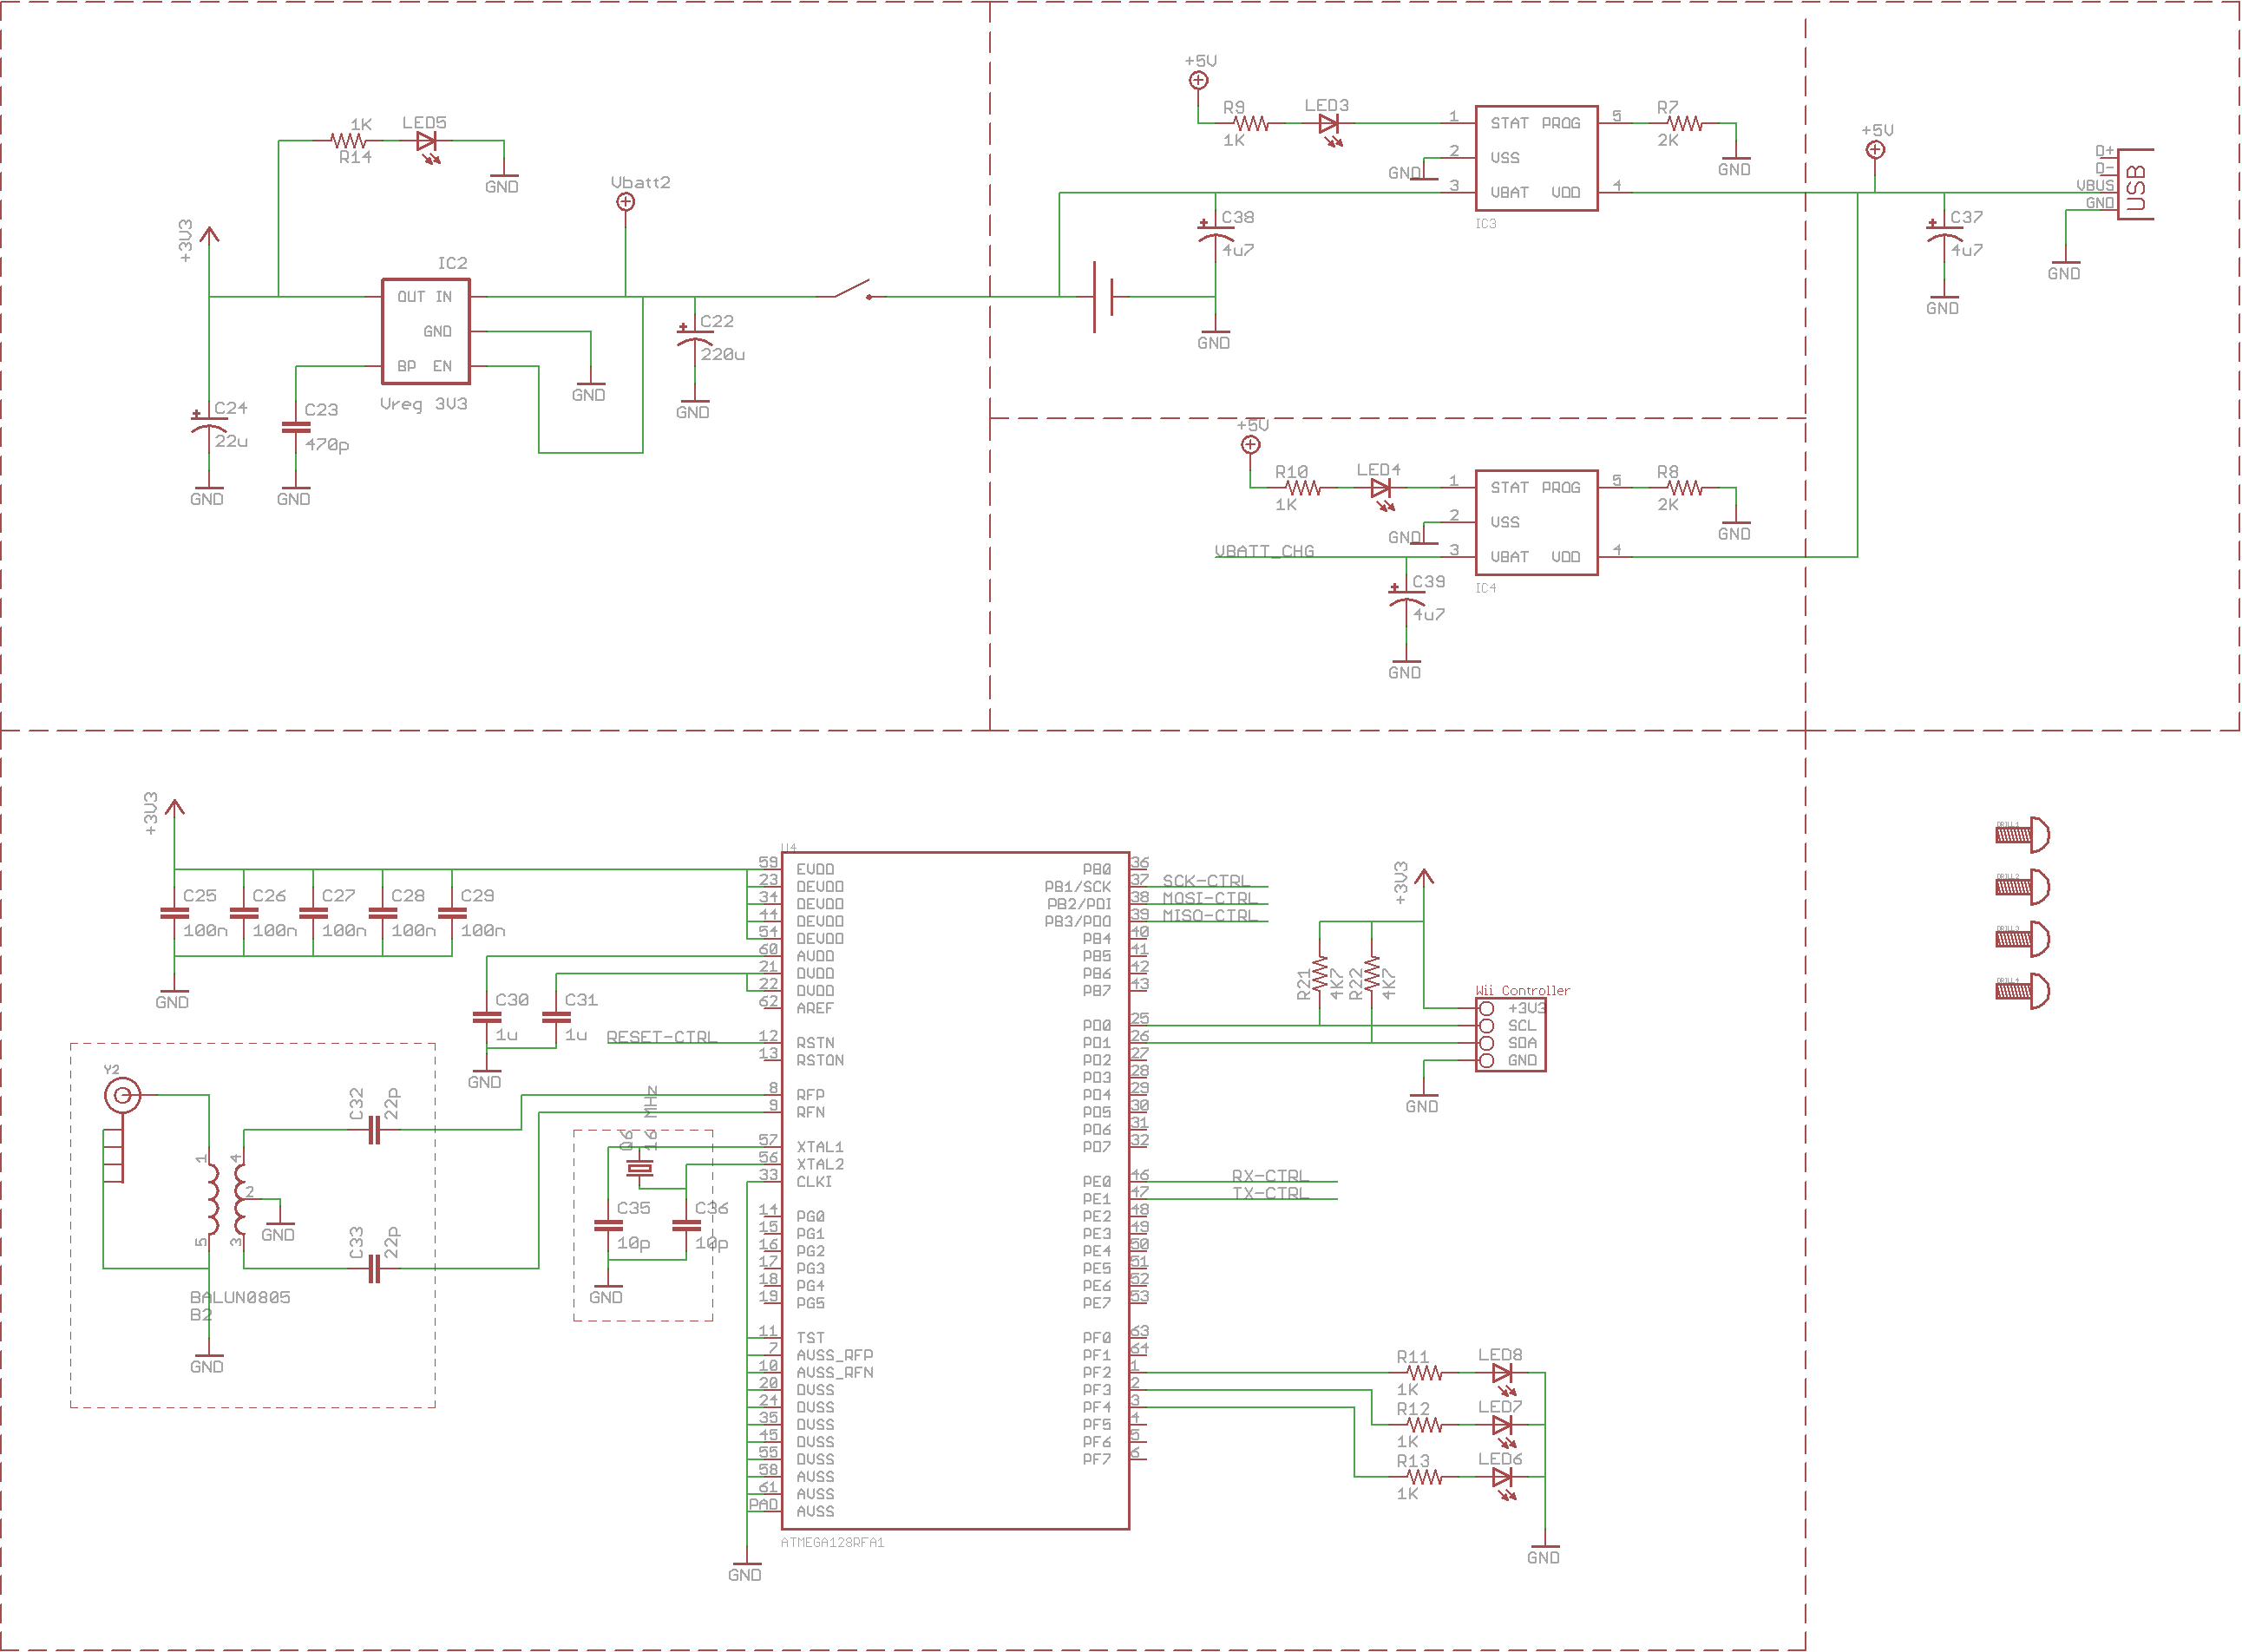 1K
LED5
R14
GND
+3V3
Vbatt2
IC2
OUT IN
GND
BP EN
Vreg 3V3
C22
220u
GND
GND
C24
22u
GND
C23
470p
GND
+5V
R9
1K
LED3
1
STAT PROG
5
R7
2K
GND
GND
2
VSS
3
VBAT VDD
4
IC3
C38
4u7
GND
+5V
R10
1K
LED4
1
STAT PROG
5
R8
2K
GND
GND
2
VSS
VBATT_CHG
3
VBAT VDD
4
IC4
C39
4u7
GND
+5V
D+
D-
VBUS
GND
USB
C37
4u7
GND
GND
+3V3
C25
100n
C26
100n
C27
100n
C28
100n
C29
100n
GND
C30
1u
C31
1u
GND
RESET-CTRL
Y2
C32
22p
C33
22p
1
5
4
2
3
GND
BALUN0805
B2
GND
Q6
16 MHz
C35
10p
C36
10p
GND
U4
59 EVDD
23 DEVDD
34 DEVDD
44 DEVDD
54 DEVDD
60 AVDD
21 DVDD
22 DVDD
62 AREF
12 RSTN
13 RSTON
8 RFP
9 RFN
57 XTAL1
56 XTAL2
33 CLKI
14 PG0
15 PG1
16 PG2
17 PG3
18 PG4
19 PG5
11 TST
7 AVSS_RFP
10 AVSS_RFN
20 DVSS
24 DVSS
35 DVSS
45 DVSS
55 DVSS
58 AVSS
61 AVSS
PAD AVSS
ATMEGA128RFA1
GND
PB0 36
PB1/SCK 37 SCK-CTRL
PB2/PDI 38 MOSI-CTRL
PB3/PDO 39 MISO-CTRL
PB4 40
PB5 41
PB6 42
PB7 43
PD0 25
PD1 26
PD2 27
PD3 28
PD4 29
PD5 30
PD6 31
PD7 32
PE0 46 RX-CTRL
PE1 47 TX-CTRL
PE2 48
PE3 49
PE4 50
PE5 51
PE6 52
PE7 53
PF0 63
PF1 64
PF2 1
PF3 2
PF4 3
PF5 4
PF6 5
PF7 6
+3V3
R21
4K7
R22
4K7
Wii Controller
+3V3
SCL
SDA
GND
GND
R11
1K
LED8
R12
1K
LED7
R13
1K
LED6
GND
DRILL1
DRILL2
DRILL3
DRILL4